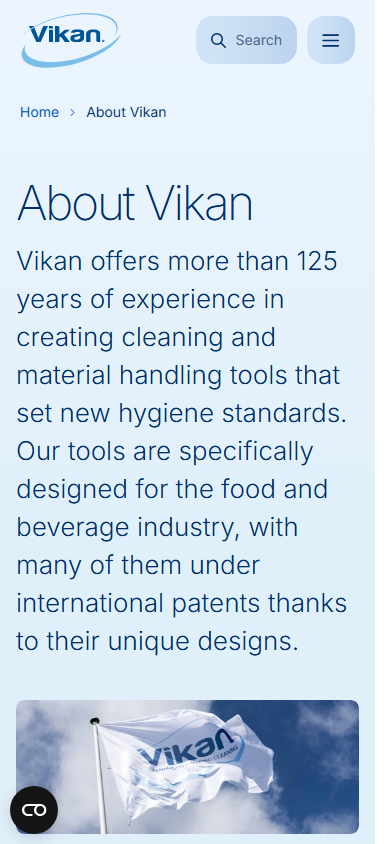 Vikan
Search
Home > About Vikan
About Vikan
Vikan offers more than 125
years of experience in
creating cleaning and
material handling tools that
set new hygiene standards.
Our tools are specifically
designed for the food and
beverage industry, with
many of them under
international patents thanks
to their unique designs.
Vikan
CLEANING